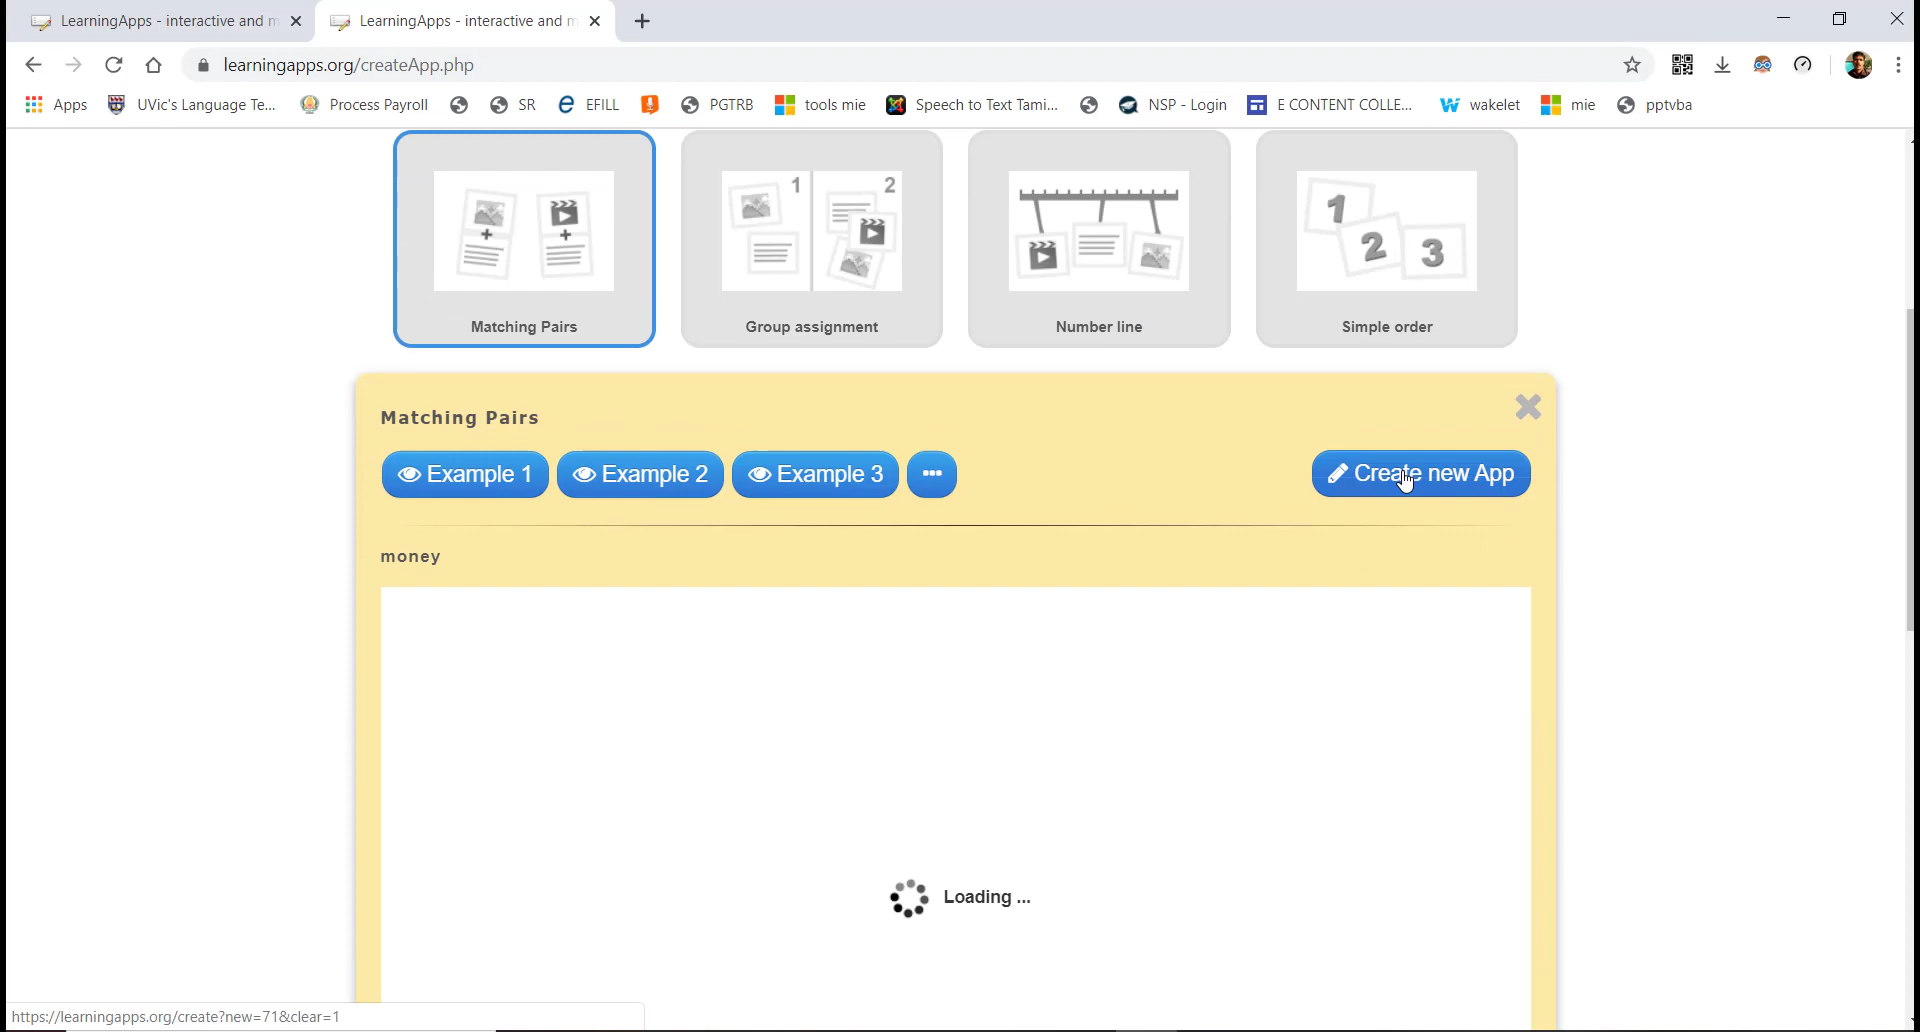 LearningApps - interactive and m
LearningApps - interactive and m
learningapps.org/createApp.php
Apps
UVic's Language Te...
Process Payroll
SR
EFILL
PGTRB
tools mie
Speech to Text Tami...
NSP - Login
E CONTENT COLLE...
wakelet
mie
pptvba
1
2
1
2
3
Matching Pairs
Group assignment
Number line
Simple order
Matching Pairs
Example 1
Example 2
Example 3
Create new App
money
Loading ...
https://learningapps.org/create?new=71&clear=1